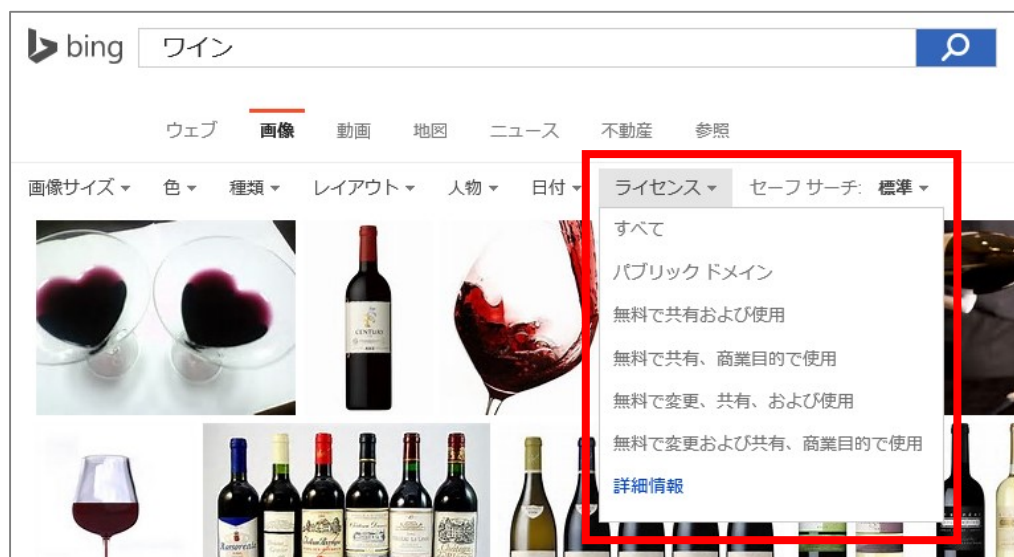 bing ワイン
ウェブ 画像 動画 地図 ニュース 不動産 参照
画像サイズ 色 種類 レイアウト 人物 日付 ライセンス セーフ サーチ: 標準
すべて
パブリック ドメイン
無料で共有および使用
無料で共有、商業目的で使用
無料で変更、共有、および使用
無料で変更および共有、商業目的で使用
詳細情報
CENTURY